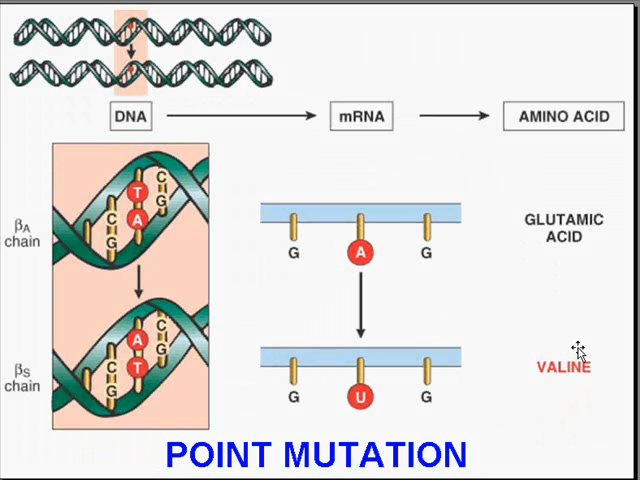 DNA
mRNA
AMINO ACID
βA
chain
C
G
T
A
C
G
G
A
G
GLUTAMIC
ACID
βS
chain
C
G
A
T
C
G
G
U
G
VALINE
POINT MUTATION